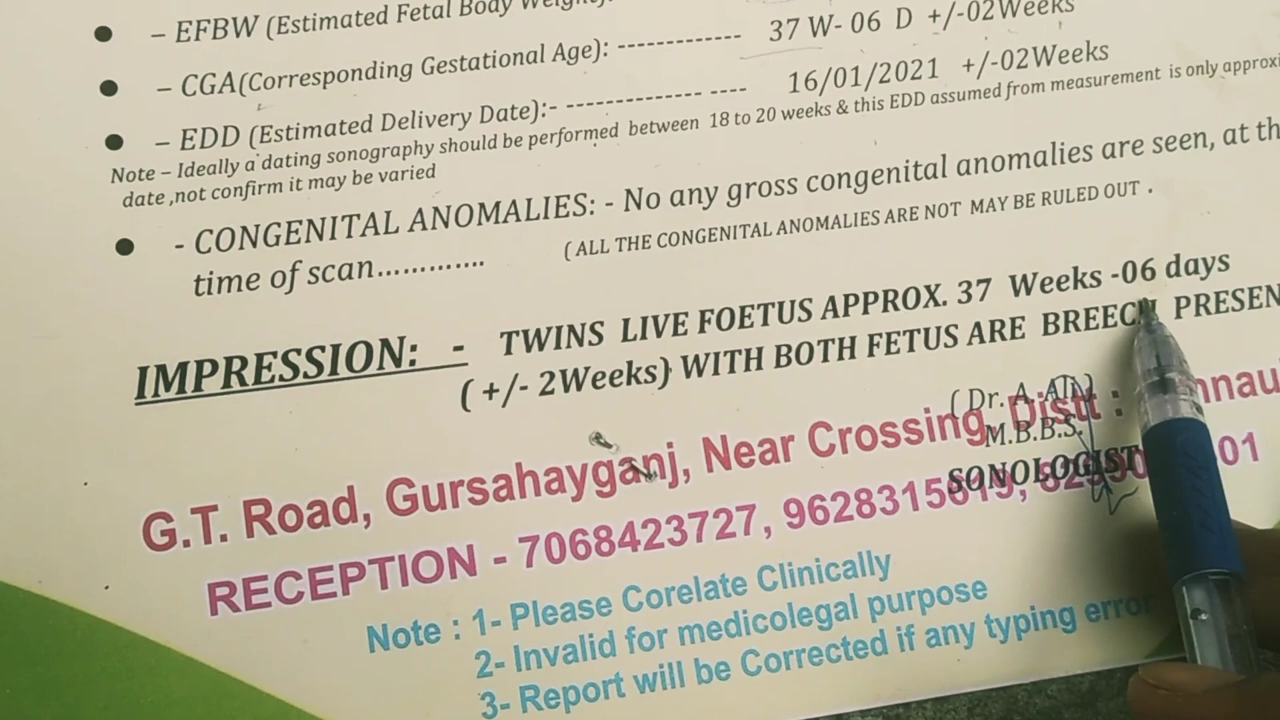 – EFBW (Estimated Fetal Body Weight):
– CGA(Corresponding Gestational Age): ------------- 37 W- 06 D +/-02Weeks
– EDD (Estimated Delivery Date):- -------------- ---- 16/01/2021 +/-02Weeks
Note – Ideally a dating sonography should be performed between 18 to 20 weeks & this EDD assumed from measurement is only approxi
date ,not confirm it may be varied
- CONGENITAL ANOMALIES: - No any gross congenital anomalies are seen, at th
time of scan............. ( ALL THE CONGENITAL ANOMALIES ARE NOT MAY BE RULED OUT .
IMPRESSION: - TWINS LIVE FOETUS APPROX. 37 Weeks -06 days
( +/- 2Weeks) WITH BOTH FETUS ARE BREECH PRESEN
( Dr. A. Ali)
M.B.B.S.
SONOLOGIST
G.T. Road, Gursahayganj, Near Crossing, Distt :
RECEPTION - 7068423727, 01
Note : 1- Please Corelate Clinically
2- Invalid for medicolegal purpose
3- Report will be Corrected if any typing error